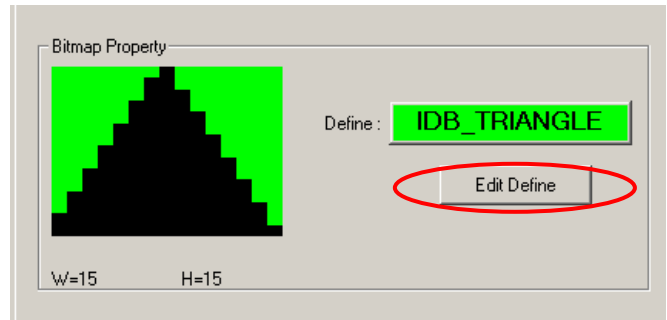 Bitmap Property
Define : IDB_TRIANGLE
Edit Define
W=15 H=15